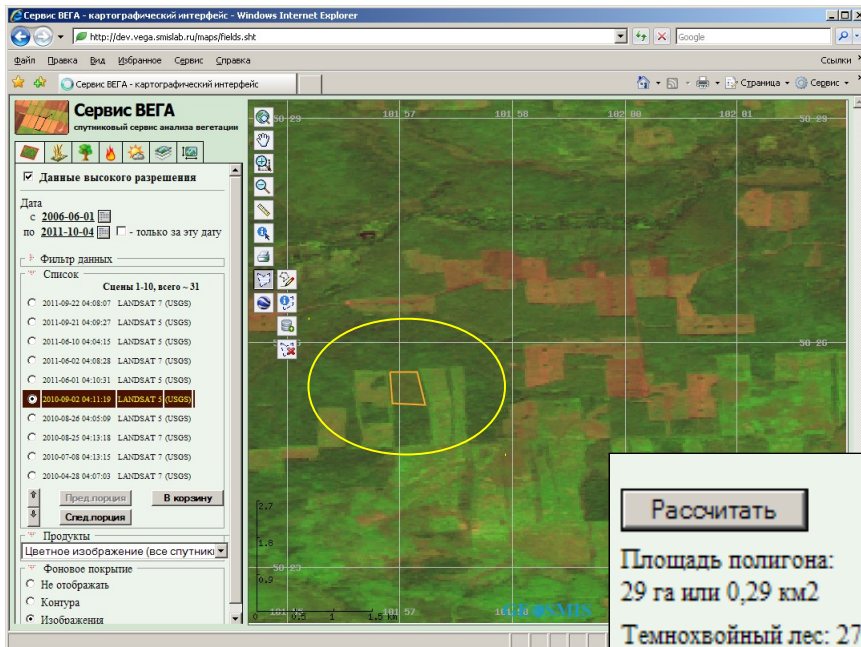 Сервис ВЕГА - картографический интерфейс - Windows Internet Explorer
http://dev.vega.smislab.ru/maps/fields.sht
Google
Файл Правка Вид Избранное Сервис Справка
Ссылки
Сервис ВЕГА - картографический интерфейс
Страница
Сервис
Сервис ВЕГА
спутниковый сервис анализа вегетации
Данные высокого разрешения
Дата
с 2006-06-01
по 2011-10-04 - только за эту дату
Фильтр данных
Список
Сцены 1-10, всего ~ 31
2011-09-22 04:08:07 LANDSAT 7 (USGS)
2011-09-21 04:09:27 LANDSAT 5 (USGS)
2011-06-10 04:04:15 LANDSAT 5 (USGS)
2011-06-02 04:08:28 LANDSAT 7 (USGS)
2011-06-01 04:10:31 LANDSAT 5 (USGS)
2010-09-02 04:11:19 LANDSAT 5 (USGS)
2010-08-26 04:05:09 LANDSAT 5 (USGS)
2010-08-25 04:13:18 LANDSAT 7 (USGS)
2010-07-08 04:13:15 LANDSAT 7 (USGS)
2010-04-28 04:07:03 LANDSAT 7 (USGS)
Пред.порция
В корзину
След.порция
Продукты
Цветное изображение (все спутник
Фоновое покрытие
Не отображать
Контура
Изображения
50 29
101 57
101 58
102 00
102 01
50 29
50 26
50 23
2.7
1.8
0.9
0
0.5
1
1.5 км
101 57
GEOSMIS
Рассчитать
Площадь полигона:
29 га или 0,29 км2
Темнохвойный лес: 27